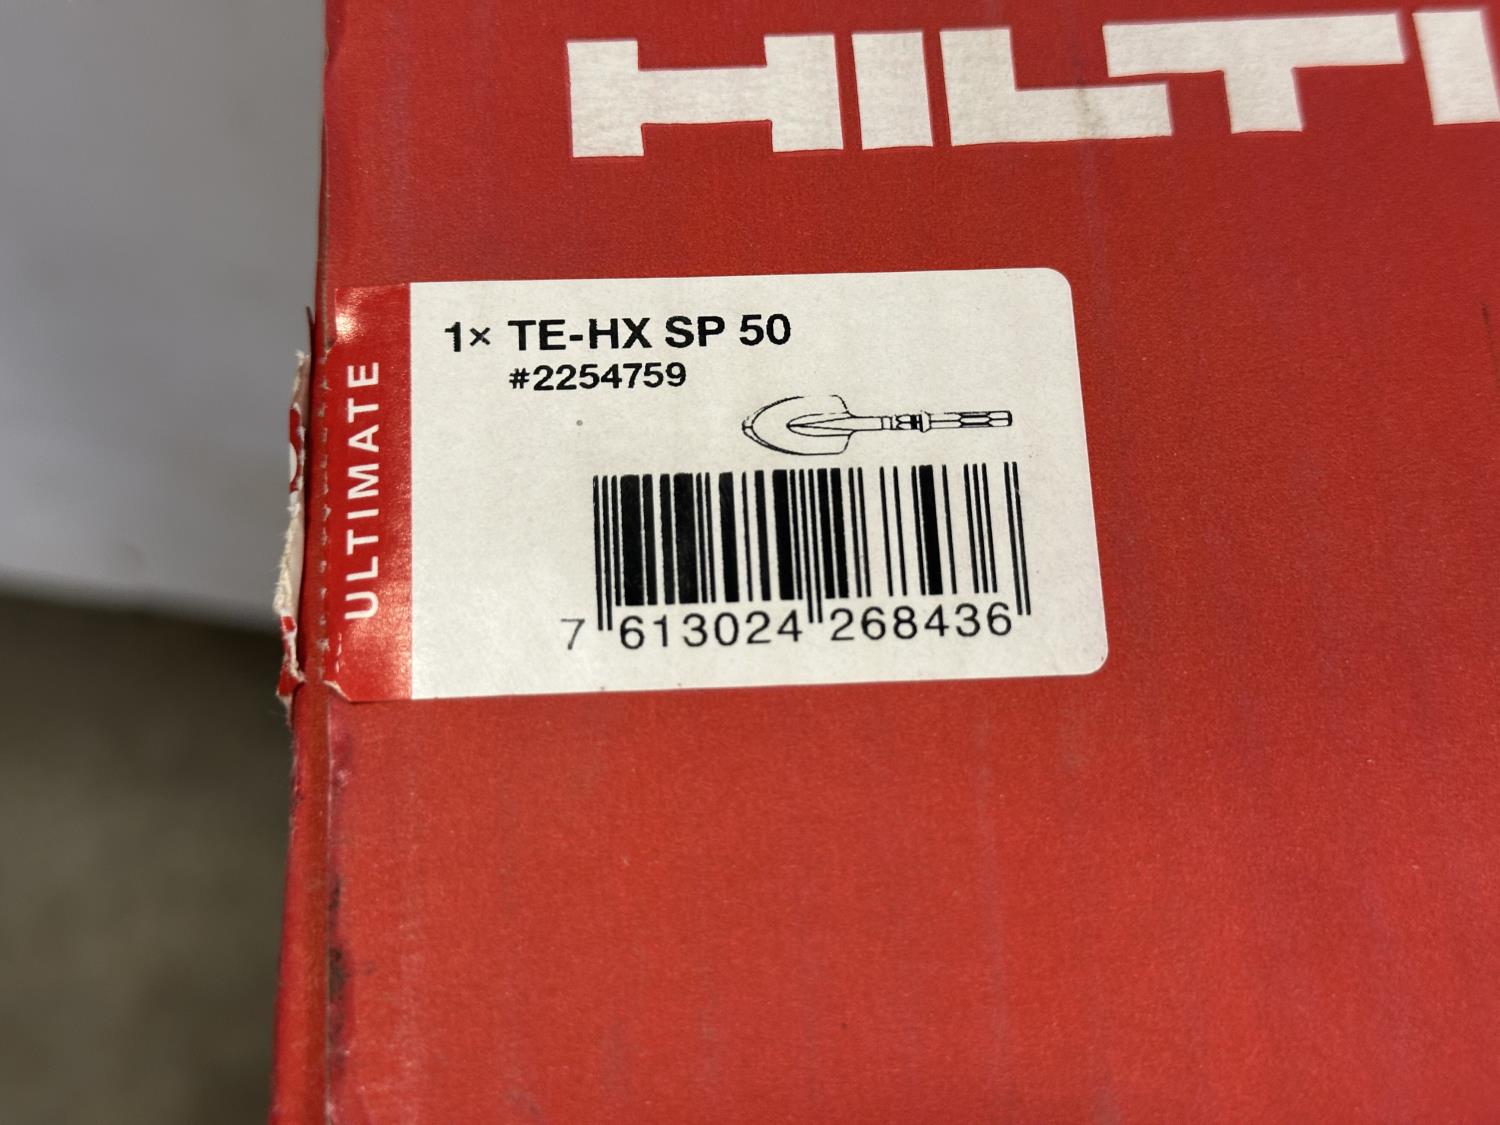 HILTI
ULTIMATE
1× TE-HX SP 50
#2254759
7 613024 268436